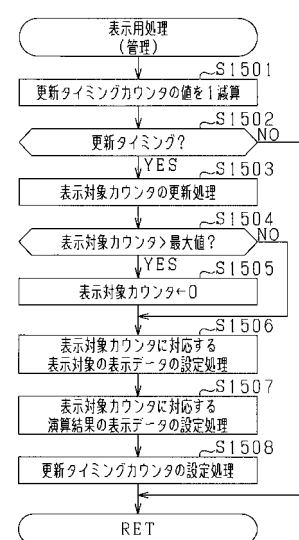 表示用処理
(管理)
S1501
更新タイミングカウンタの値を1減算
S1502
更新タイミング?
NO
YES
S1503
表示対象カウンタの更新処理
S1504
表示対象カウンタ>最大値?
NO
YES
S1505
表示対象カウンタ←0
S1506
表示対象カウンタに対応する
表示対象の表示データの設定処理
S1507
表示対象カウンタに対応する
演算結果の表示データの設定処理
S1508
更新タイミングカウンタの設定処理
RET